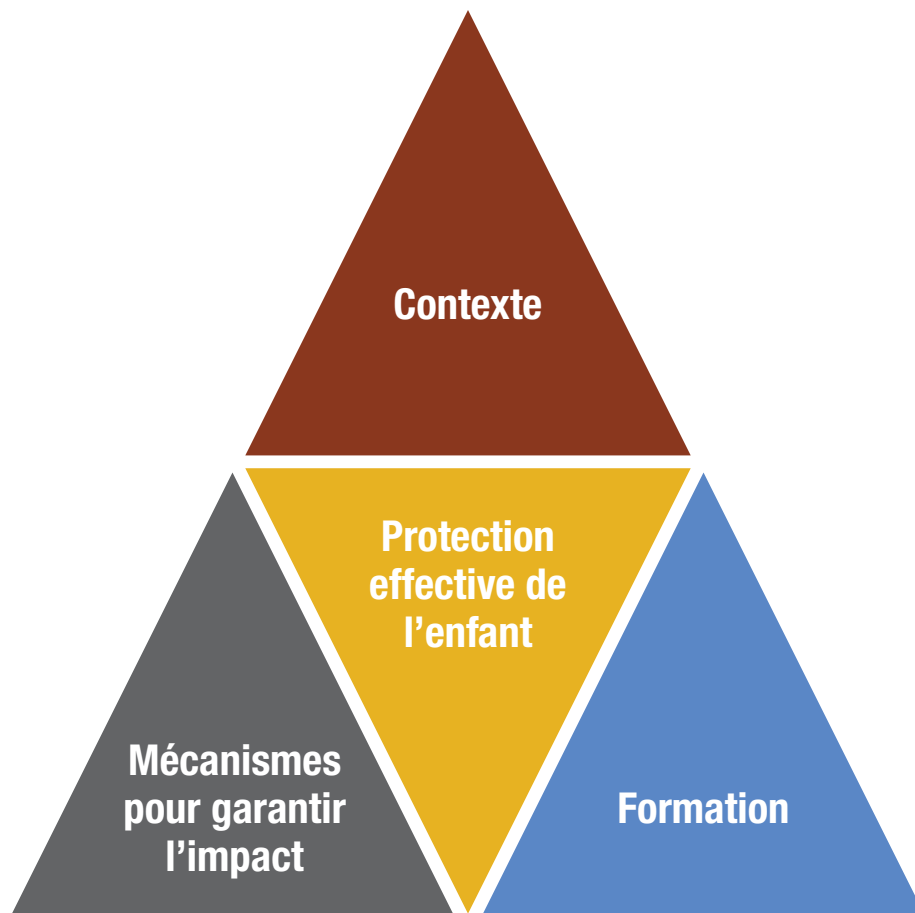 Contexte
Protection
effective de
l’enfant
Mécanismes
pour garantir
l’impact
Formation